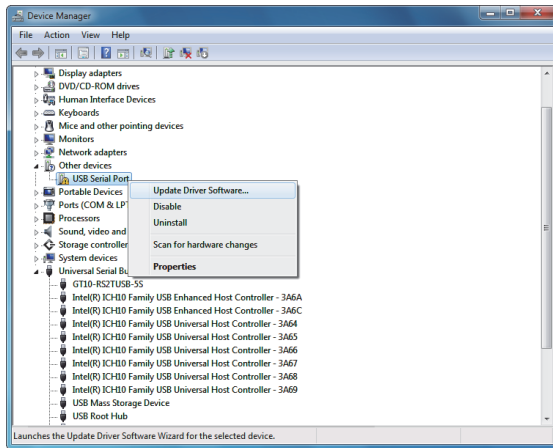 Device Manager
File Action View Help
Display adapters
DVD/CD-ROM drives
Human Interface Devices
Keyboards
Mice and other pointing devices
Monitors
Network adapters
Other devices
USB Serial Port
Update Driver Software...
Portable Devices
Disable
Ports (COM & LPT
Uninstall
Processors
Sound, video and
Scan for hardware changes
Storage controller
System devices
Properties
Universal Serial Bu
GT10-RS2TUSB-5S
Intel(R) ICH10 Family USB Enhanced Host Controller - 3A6A
Intel(R) ICH10 Family USB Enhanced Host Controller - 3A6C
Intel(R) ICH10 Family USB Universal Host Controller - 3A64
Intel(R) ICH10 Family USB Universal Host Controller - 3A65
Intel(R) ICH10 Family USB Universal Host Controller - 3A66
Intel(R) ICH10 Family USB Universal Host Controller - 3A67
Intel(R) ICH10 Family USB Universal Host Controller - 3A68
Intel(R) ICH10 Family USB Universal Host Controller - 3A69
USB Mass Storage Device
USB Root Hub
Launches the Update Driver Software Wizard for the selected device.